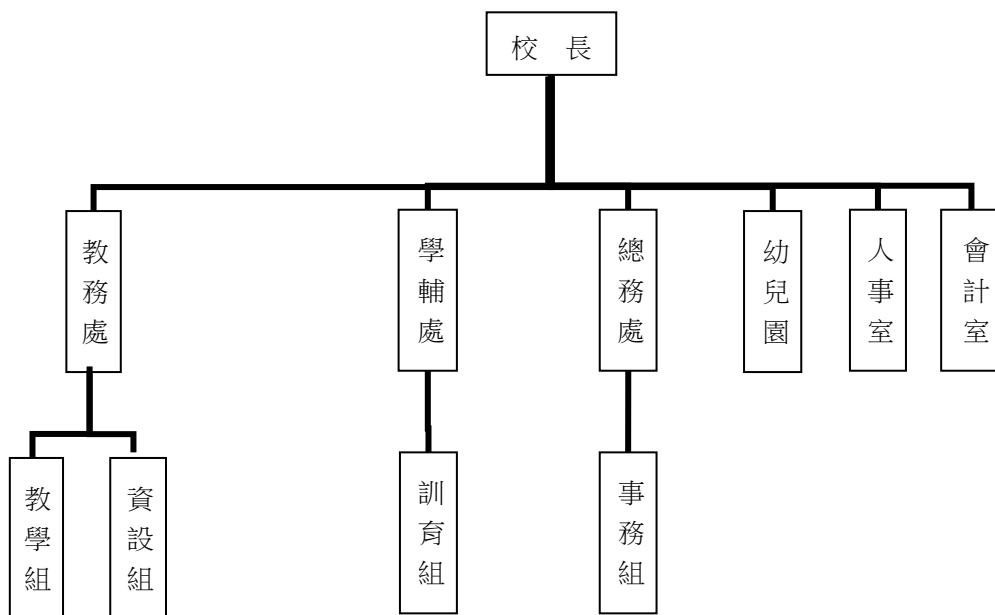 校 長
教務處
學輔處
總務處
幼兒園
人事室
會計室
教學組
資設組
訓育組
事務組